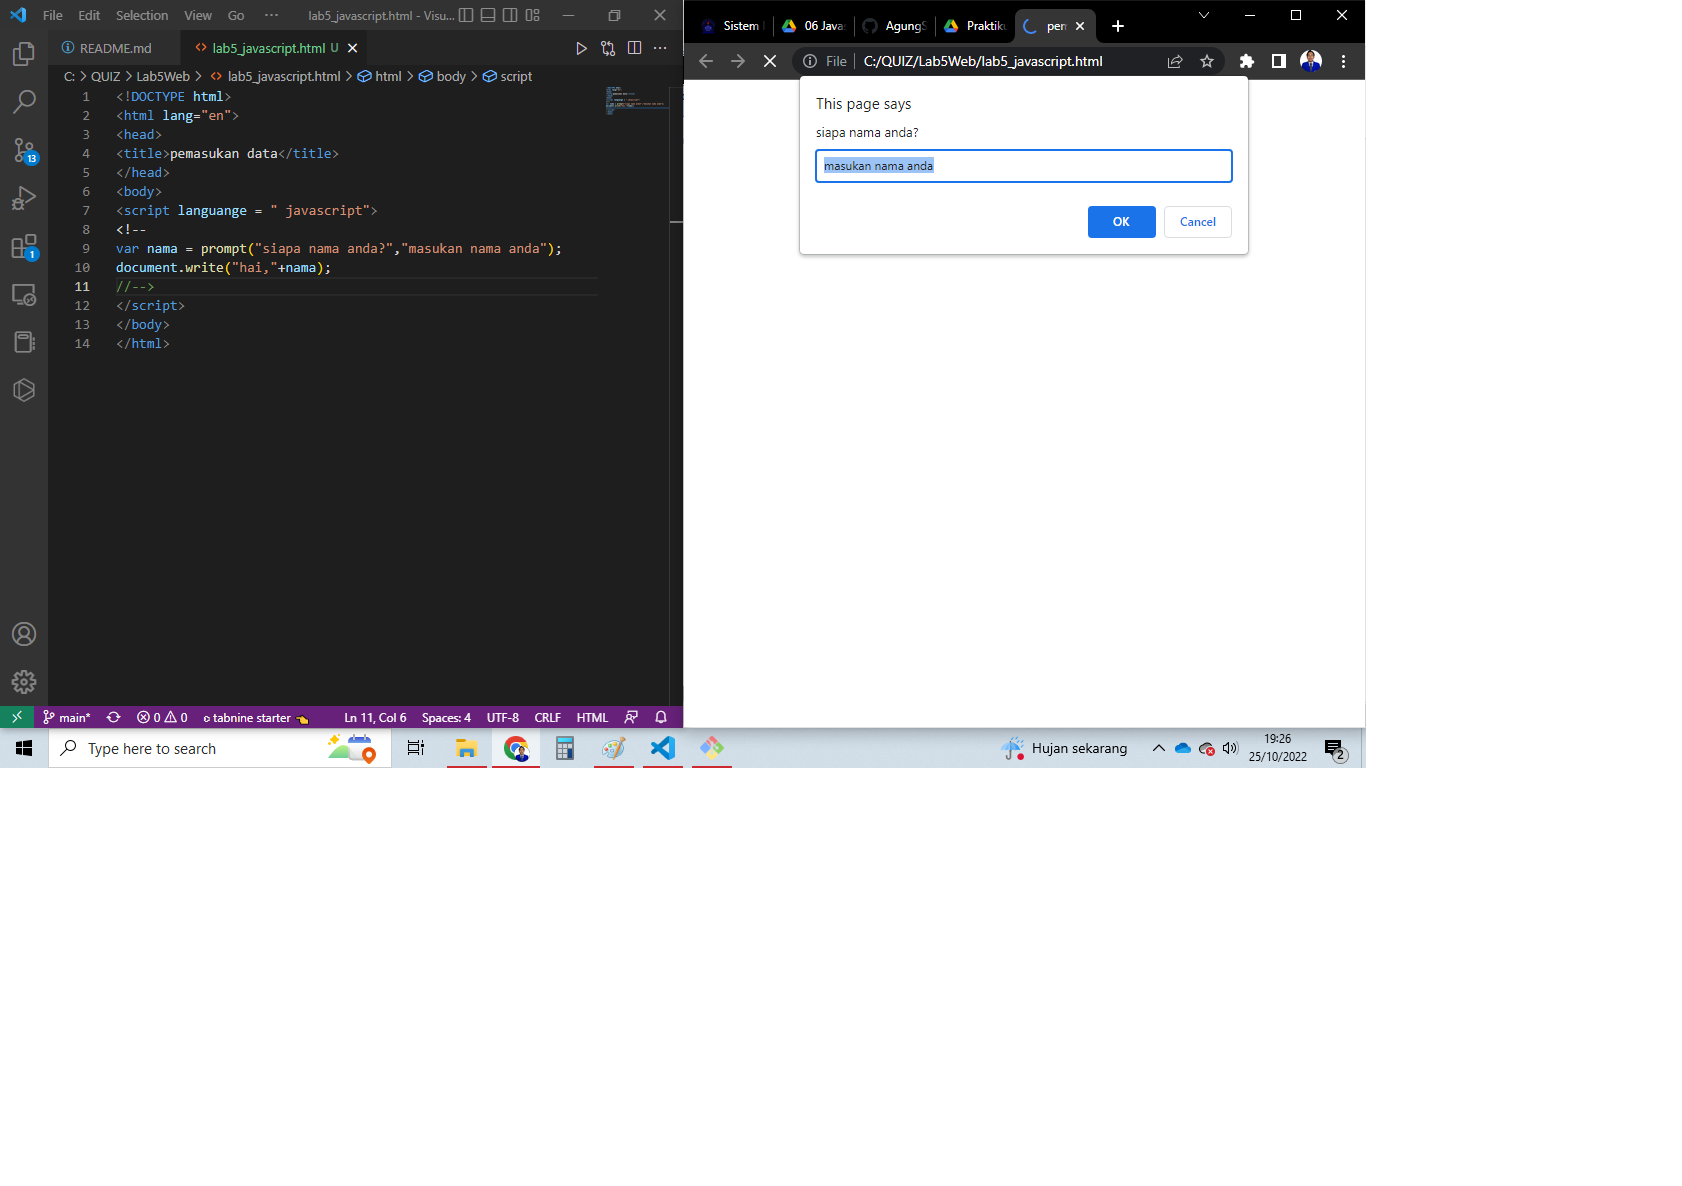 File Edit Selection View Go ··· lab5_javascript.html - Visu...
README.md lab5_javascript.html U
C: > QUIZ > Lab5Web > lab5_javascript.html > html > body > script
1 <!DOCTYPE html>
2 <html lang="en">
3 <head>
4 <title>pemasukan data</title>
5 </head>
6 <body>
7 <script languange = " javascript">
8 <!--
9 var nama = prompt("siapa nama anda?","masukan nama anda");
10 document.write("hai,"+nama);
11 //-->
12 </script>
13 </body>
14 </html>
13
1
main* 0 0 tabnine starter Ln 11, Col 6 Spaces: 4 UTF-8 CRLF HTML
Sistem 06 Java AgungS Praktiku pem
File C:/QUIZ/Lab5Web/lab5_javascript.html
This page says
siapa nama anda?
masukan nama anda
OK Cancel
Type here to search Hujan sekarang 19:26
25/10/2022 2